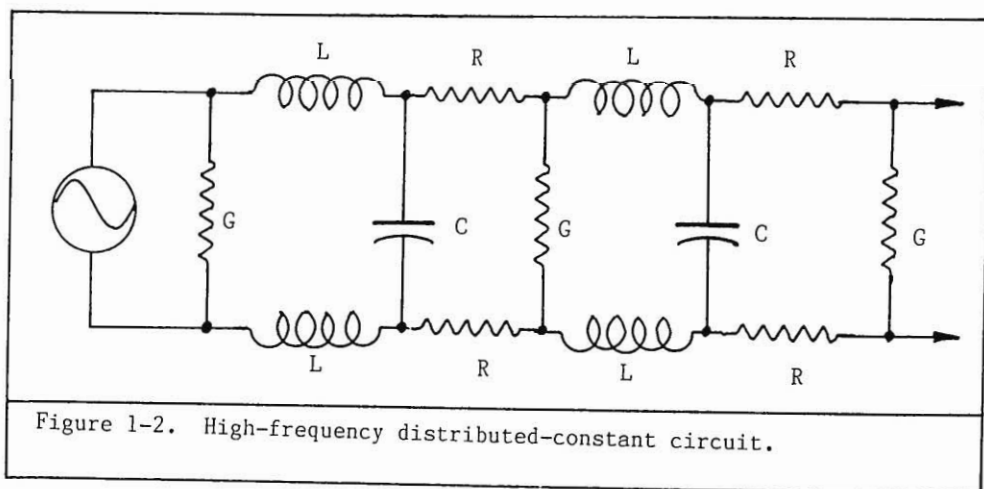 L R L R
G C G C G
L R L R
Figure 1-2. High-frequency distributed-constant circuit.